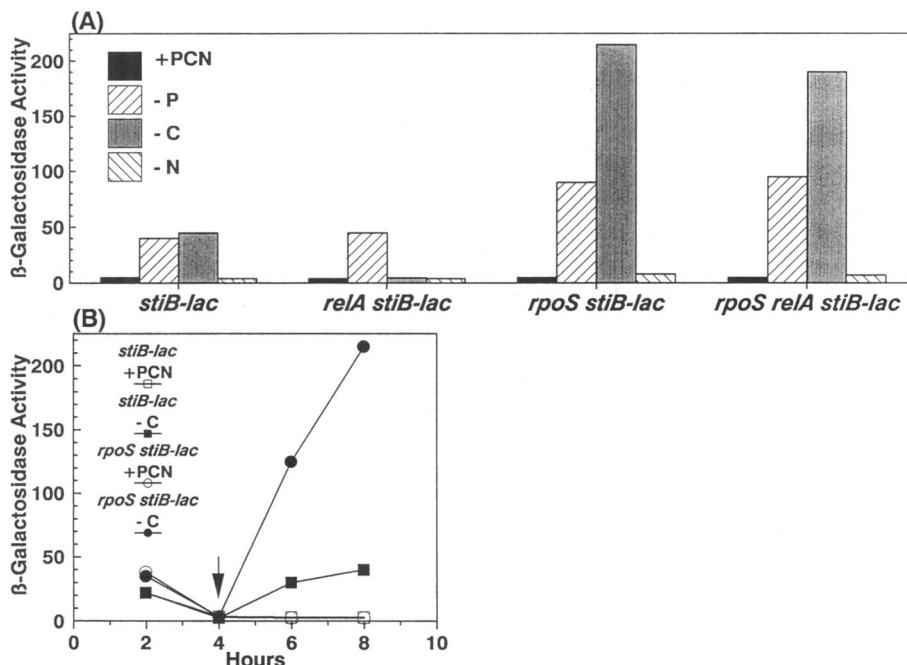 (A)
ß-Galactosidase Activity
200
150
100
50
0
+PCN
- P
- C
- N
stiB-lac
relA stiB-lac
rpoS stiB-lac
rpoS relA stiB-lac
(B)
ß-Galactosidase Activity
200
150
100
50
0
stiB-lac
+PCN
stiB-lac
- C
rpoS stiB-lac
+PCN
rpoS stiB-lac
- C
0 2 4 6 8 10
Hours